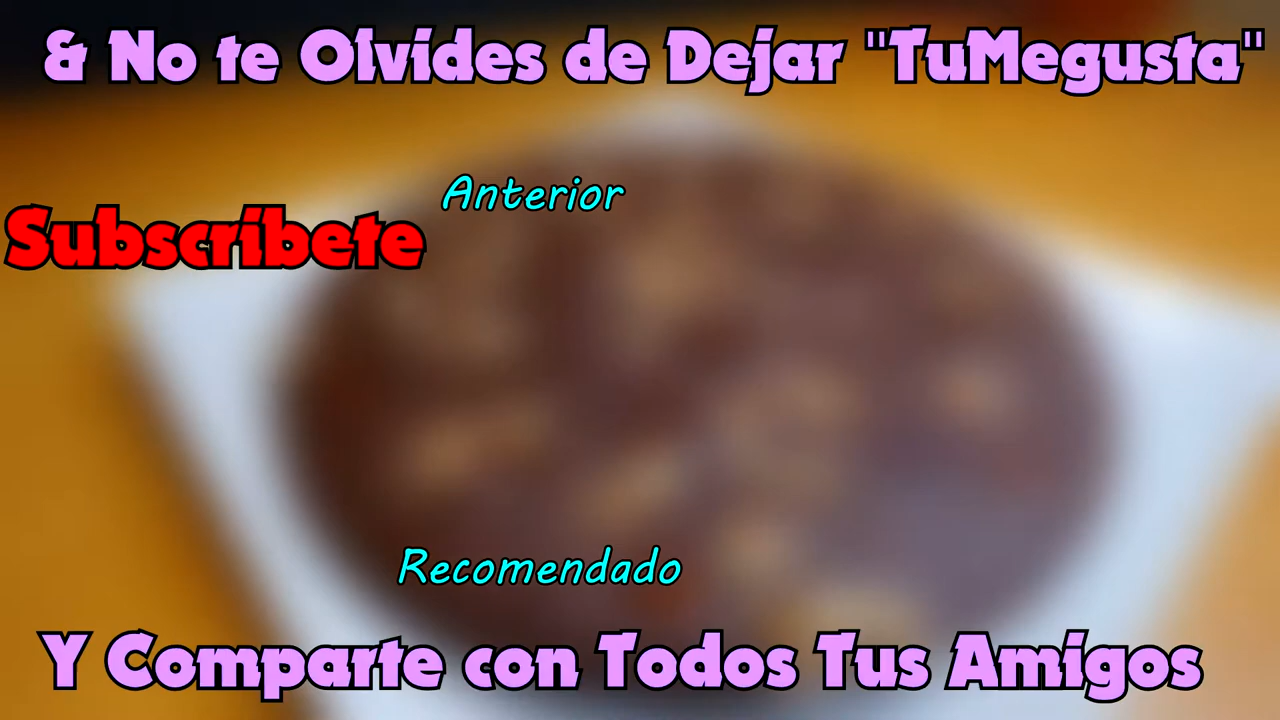 & No te Olvides de Dejar "TuMegusta"
Anterior
Subscribete
Recomendado
Y Comparte con Todos Tus Amigos